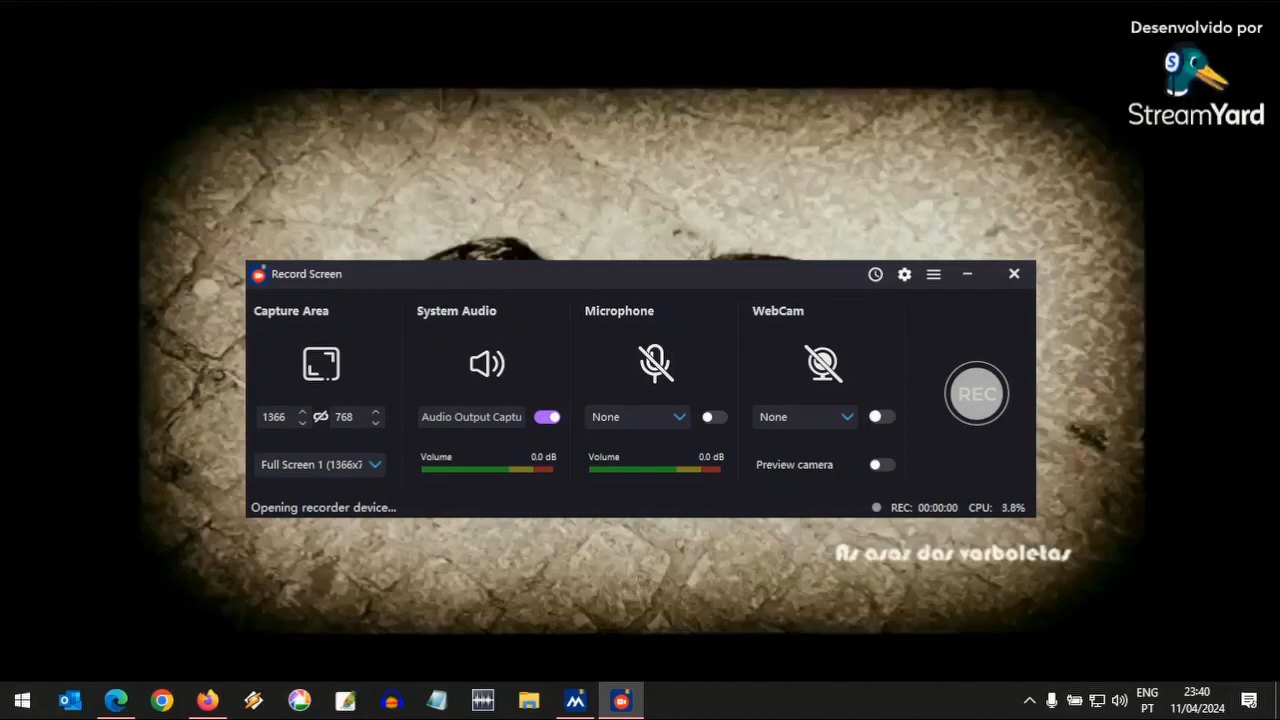 Desenvolvido por
StreamYard
Record Screen
Capture Area
System Audio
Microphone
WebCam
REC
1366
768
Audio Output Captu
None
None
Volume 0.0 dB
Volume 0.0 dB
Full Screen 1 (1366x7
Preview camera
Opening recorder device...
REC: 00:00:00
CPU: 3.8%
As asas das varboletas
ENG
PT
23:40
11/04/2024